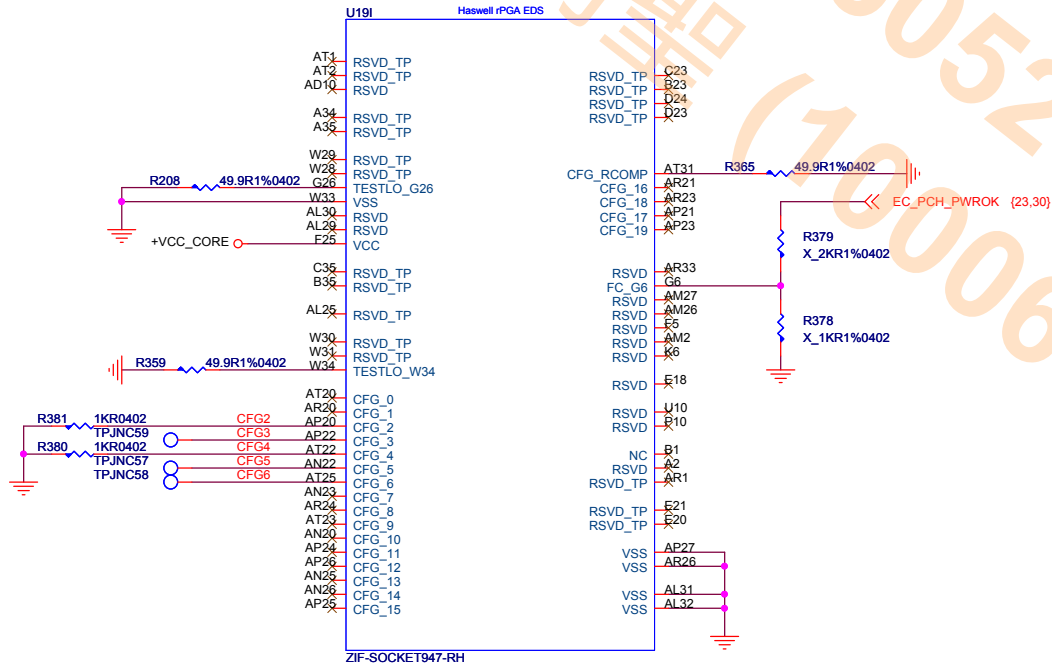 U19I
Haswell rPGA EDS
AT1 RSVD_TP
AT2 RSVD_TP
AD10 RSVD
A34 RSVD_TP
A35 RSVD_TP
W29 RSVD_TP
W28 RSVD_TP
R208 49.9R1%0402 G26 TESTLO_G26
W33 VSS
AL30 RSVD
AL29 RSVD
+VCC_CORE F25 VCC
C35 RSVD_TP
B35 RSVD_TP
AL25 RSVD_TP
W30 RSVD_TP
W31 RSVD_TP
R359 49.9R1%0402 W34 TESTLO_W34
AT20 CFG_0
AR20 CFG_1
R381 1KR0402 CFG2 AP20 CFG_2
TPJNC59 CFG3 AP22 CFG_3
R380 1KR0402 CFG4 AT22 CFG_4
TPJNC57 CFG5 AN22 CFG_5
TPJNC58 CFG6 AT25 CFG_6
AN23 CFG_7
AR24 CFG_8
AT23 CFG_9
AN20 CFG_10
AP24 CFG_11
AP26 CFG_12
AN25 CFG_13
AN26 CFG_14
AP25 CFG_15
RSVD_TP C23
RSVD_TP B23
RSVD_TP D24
RSVD_TP D23
CFG_RCOMP AT31 R365 49.9R1%0402
CFG_16 AR21
CFG_18 AR23
CFG_17 AP21
CFG_19 AP23
EC_PCH_PWROK {23,30}
R379
X_2KR1%0402
RSVD AR33
FC_G6 G6
RSVD AM27
RSVD AM26
RSVD F5
RSVD AM2
RSVD K6
R378
X_1KR1%0402
RSVD E18
RSVD U10
RSVD P10
NC B1
RSVD A2
RSVD_TP AR1
RSVD_TP E21
RSVD_TP E20
VSS AP27
VSS AR26
VSS AL31
VSS AL32
ZIF-SOCKET947-RH